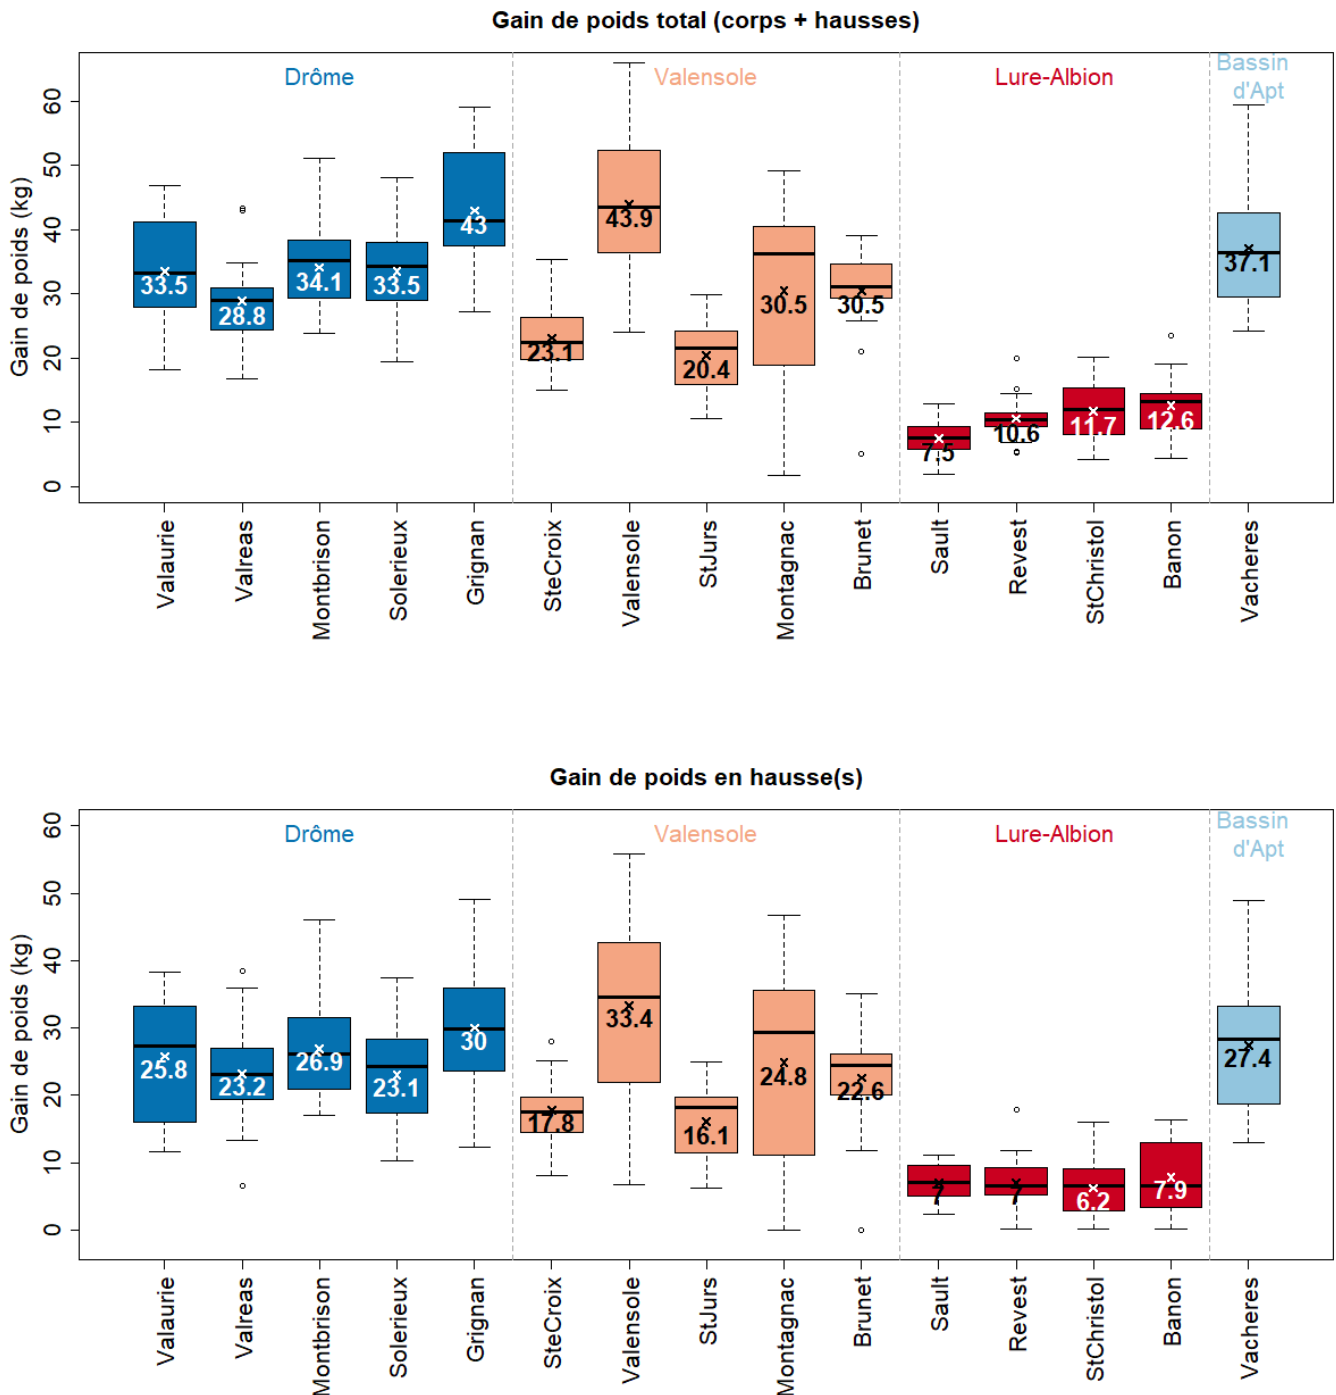 Gain de poids total (corps + hausses)
Drôme
Valensole
Lure-Albion
Bassin
d'Apt
Gain de poids (kg)
60
50
40
30
20
10
0
33.5
28.8
34.1
33.5
43
23.1
43.9
20.4
30.5
30.5
7.5
10.6
11.7
12.6
37.1
Valaurie
Valreas
Montbrison
Solerieux
Grignan
SteCroix
Valensole
StJurs
Montagnac
Brunet
Sault
Revest
StChristol
Banon
Vacheres
Gain de poids en hausse(s)
Drôme
Valensole
Lure-Albion
Bassin
d'Apt
Gain de poids (kg)
60
50
40
30
20
10
0
25.8
23.2
26.9
23.1
30
17.8
33.4
16.1
24.8
22.6
7
7
6.2
7.9
27.4
Valaurie
Valreas
Montbrison
Solerieux
Grignan
SteCroix
Valensole
StJurs
Montagnac
Brunet
Sault
Revest
StChristol
Banon
Vacheres